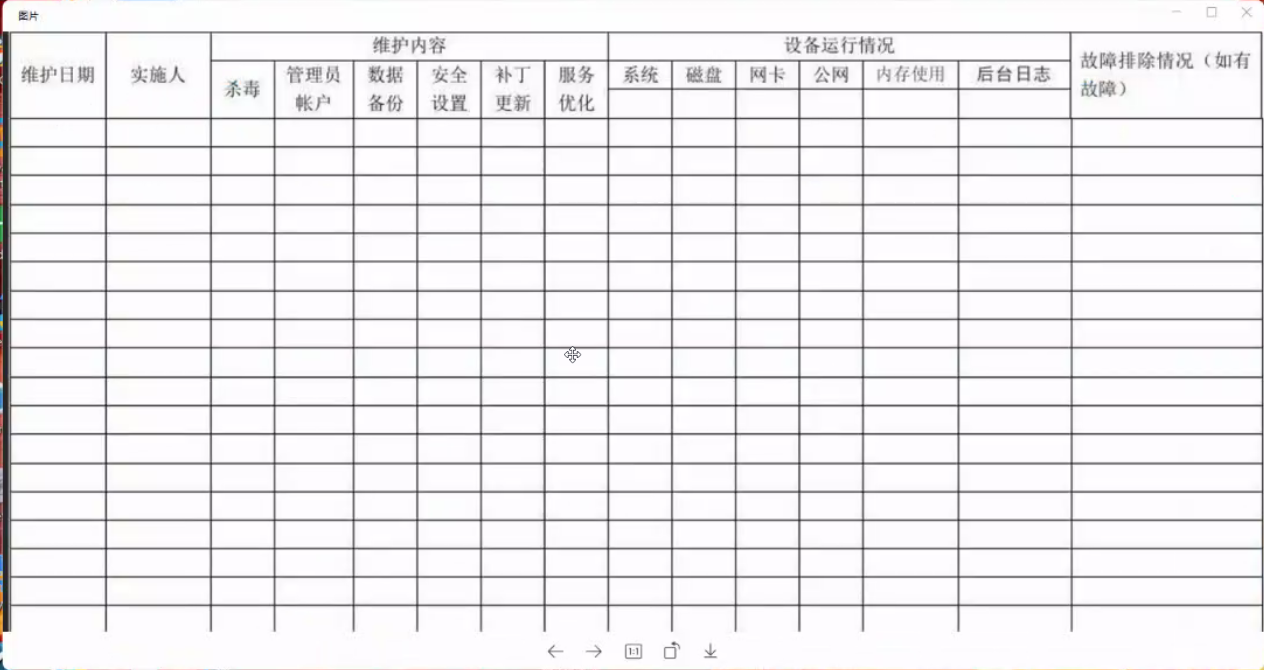 图片
维护日期
实施人
维护内容
设备运行情况
故障排除情况（如有
故障）
杀毒
管理员
帐户
数据
备份
安全
设置
补丁
更新
服务
优化
系统
磁盘
网卡
公网
内存使用
后台日志
1:1